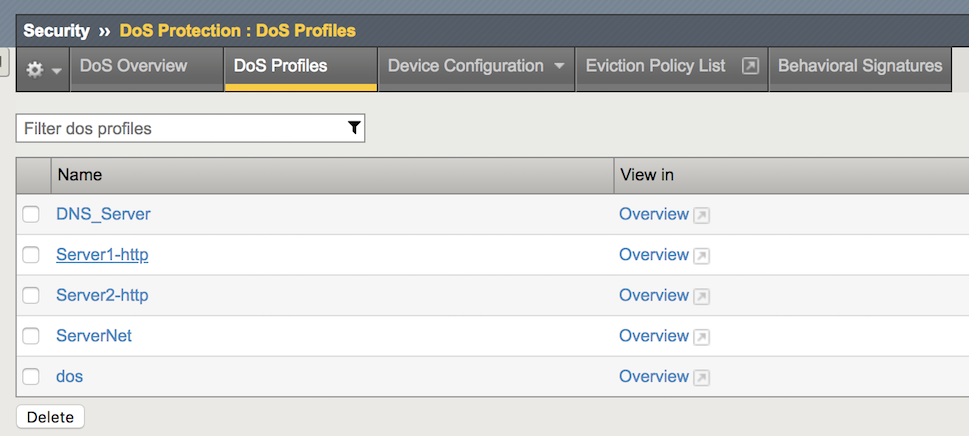 Security ›› DoS Protection : DoS Profiles
DoS Overview DoS Profiles Device Configuration Eviction Policy List Behavioral Signatures
Filter dos profiles
Name View in
DNS_Server Overview
Server1-http Overview
Server2-http Overview
ServerNet Overview
dos Overview
Delete